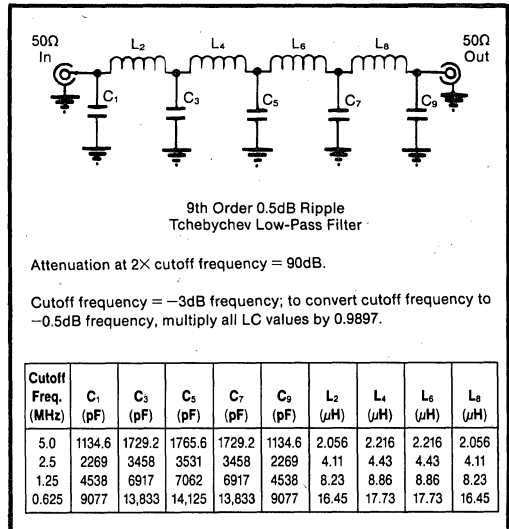 50Ω
In
L2
L4
L6
L8
50Ω
Out
C1
C3
C5
C7
C9
9th Order 0.5dB Ripple
Tchebychev Low-Pass Filter
Attenuation at 2X cutoff frequency = 90dB.
Cutoff frequency = −3dB frequency; to convert cutoff frequency to
−0.5dB frequency, multiply all LC values by 0.9897.
Cutoff Freq. (MHz) C1 (pF) C3 (pF) C5 (pF) C7 (pF) C9 (pF) L2 (μH) L4 (μH) L6 (μH) L8 (μH)
5.0 1134.6 1729.2 1765.6 1729.2 1134.6 2.056 2.216 2.216 2.056
2.5 2269 3458 3531 3458 2269 4.11 4.43 4.43 4.11
1.25 4538 6917 7062 6917 4538 8.23 8.86 8.86 8.23
0.625 9077 13,833 14,125 13,833 9077 16.45 17.73 17.73 16.45